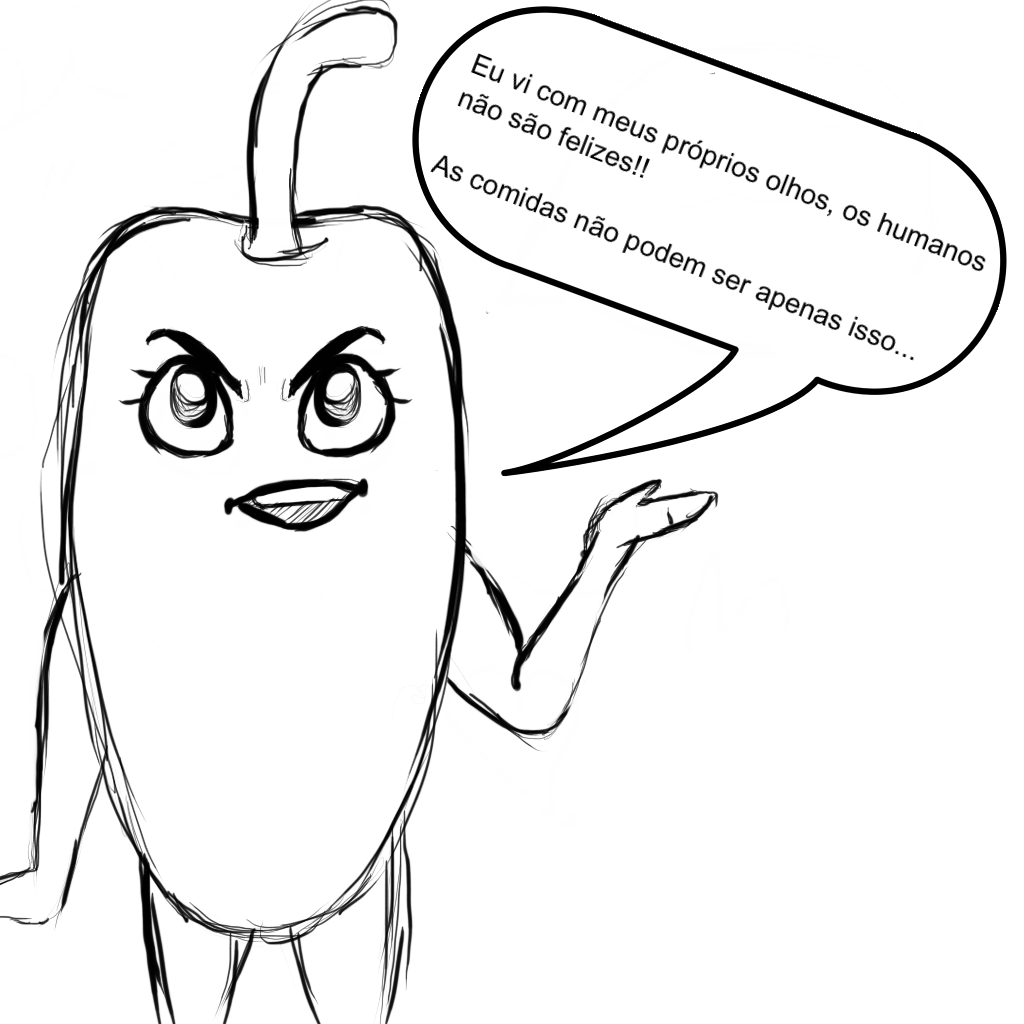 Eu vi com meus próprios olhos, os humanos
não são felizes!!
As comidas não podem ser apenas isso...